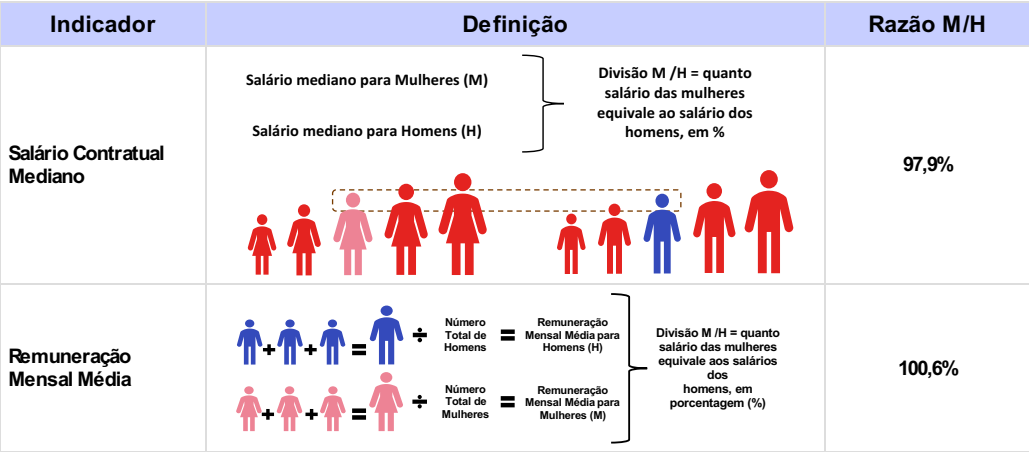 Indicador
Definição
Razão M/H
Salário Contratual
Mediano
Salário mediano para Mulheres (M)
Salário mediano para Homens (H)
Divisão M /H = quanto
salário das mulheres
equivale ao salário dos
homens, em %
97,9%
Remuneração
Mensal Média
+ + = ÷
Número
Total de
Homens
=
Remuneração
Mensal Média para
Homens (H)
+ + = ÷
Número
Total de
Mulheres
=
Remuneração
Mensal Média para
Mulheres (M)
Divisão M /H = quanto
salário das mulheres
equivale aos salários
dos
homens, em
porcentagem (%)
100,6%